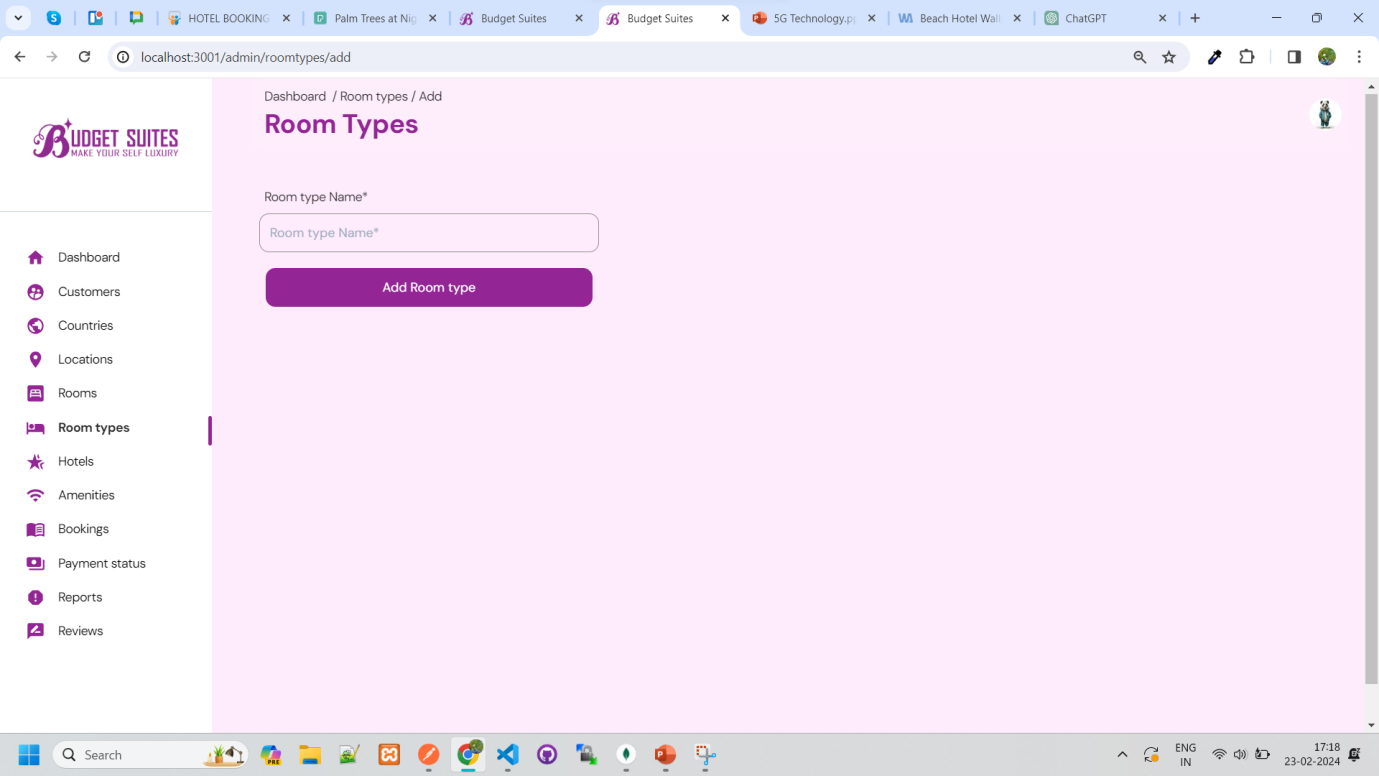 HOTEL BOOKING
Palm Trees at Nig
Budget Suites
Budget Suites
5G Technology.pp
Beach Hotel Wall
ChatGPT
localhost:3001/admin/roomtypes/add
BUDGET SUITES
MAKE YOUR SELF LUXURY
Dashboard / Room types / Add
Room Types
Room type Name*
Room type Name*
Add Room type
Dashboard
Customers
Countries
Locations
Rooms
Room types
Hotels
Amenities
Bookings
Payment status
Reports
Reviews
Search
PRE
ENG
IN
17:18
23-02-2024